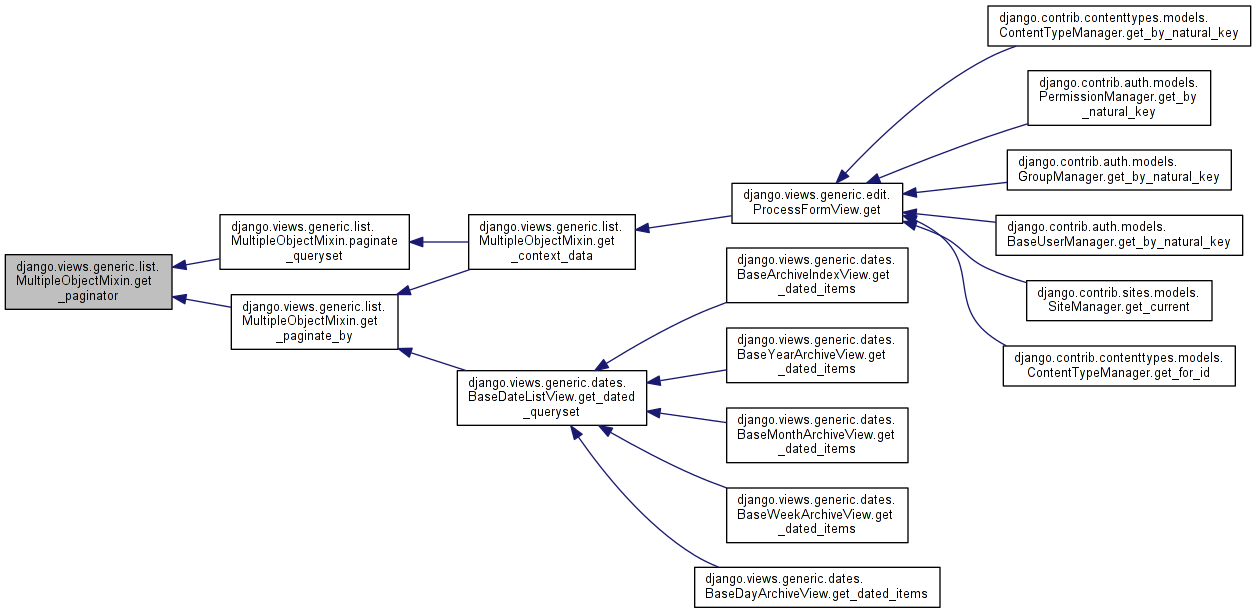 django.views.generic.list.
MultipleObjectMixin.get
_paginator
django.views.generic.list.
MultipleObjectMixin.paginate
_queryset
django.views.generic.list.
MultipleObjectMixin.get
_paginate_by
django.views.generic.list.
MultipleObjectMixin.get
_context_data
django.views.generic.dates.
BaseDateListView.get_dated
_queryset
django.views.generic.edit.
ProcessFormView.get
django.views.generic.dates.
BaseArchiveIndexView.get
_dated_items
django.views.generic.dates.
BaseYearArchiveView.get
_dated_items
django.views.generic.dates.
BaseMonthArchiveView.get
_dated_items
django.views.generic.dates.
BaseWeekArchiveView.get
_dated_items
django.views.generic.dates.
BaseDayArchiveView.get_dated_items
django.contrib.contenttypes.models.
ContentTypeManager.get_by_natural_key
django.contrib.auth.models.
PermissionManager.get_by
_natural_key
django.contrib.auth.models.
GroupManager.get_by_natural_key
django.contrib.auth.models.
BaseUserManager.get_by_natural_key
django.contrib.sites.models.
SiteManager.get_current
django.contrib.contenttypes.models.
ContentTypeManager.get_for_id